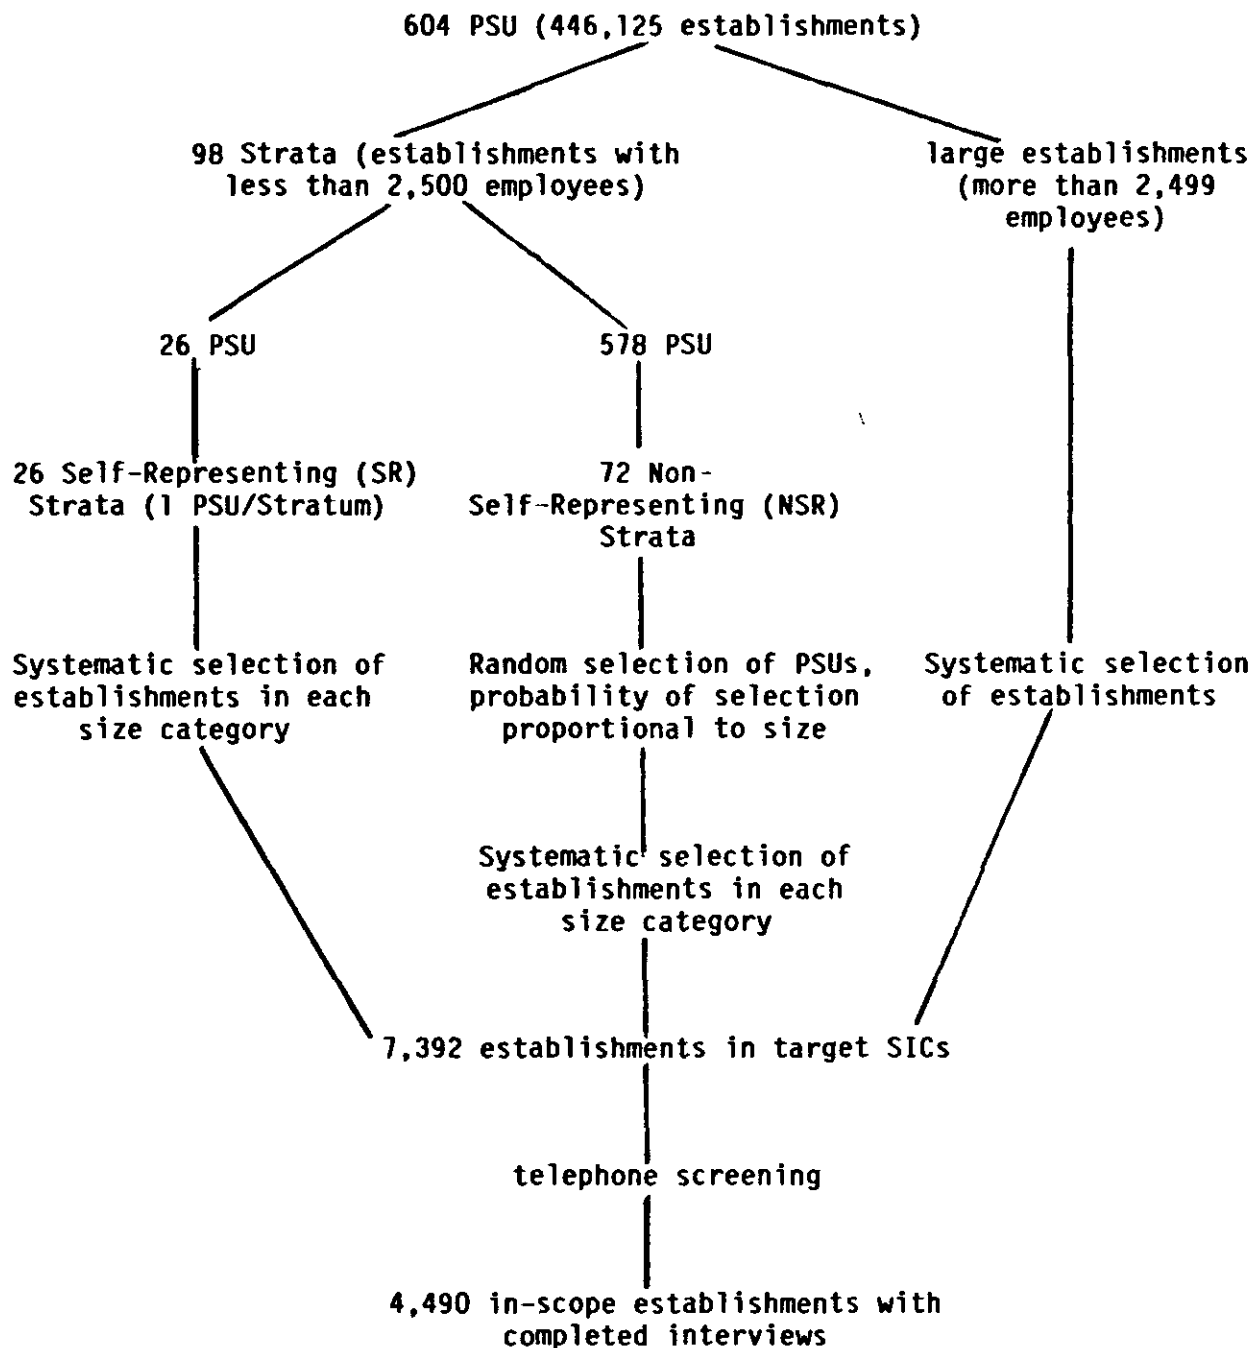 604 PSU (446,125 establishments)
98 Strata (establishments with
less than 2,500 employees)
large establishments
(more than 2,499
employees)
26 PSU
578 PSU
26 Self-Representing (SR)
Strata (1 PSU/Stratum)
72 Non-
Self-Representing (NSR)
Strata
Systematic selection of
establishments in each
size category
Random selection of PSUs,
probability of selection
proportional to size
Systematic selection
of establishments
Systematic selection of
establishments in each
size category
7,392 establishments in target SICs
telephone screening
4,490 in-scope establishments with
completed interviews